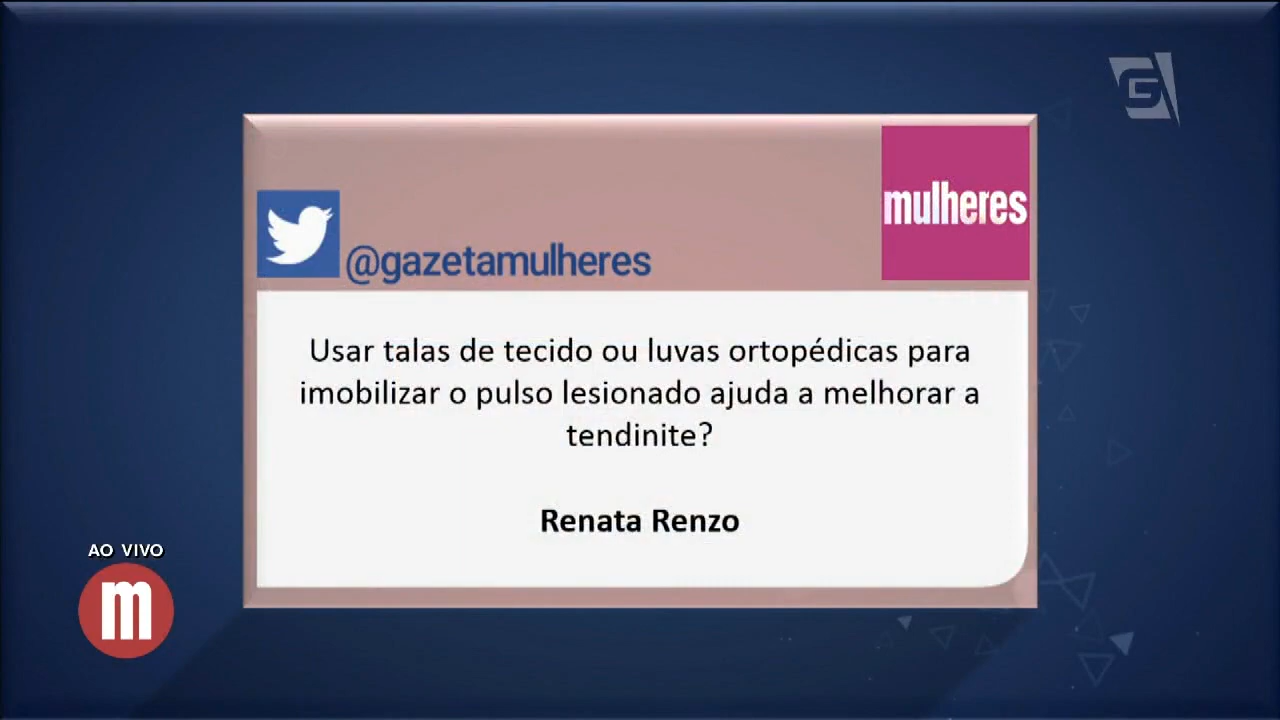 mulheres
@gazetamulheres
Usar talas de tecido ou luvas ortopédicas para
imobilizar o pulso lesionado ajuda a melhorar a
tendinite?
Renata Renzo
AO VIVO
m
G